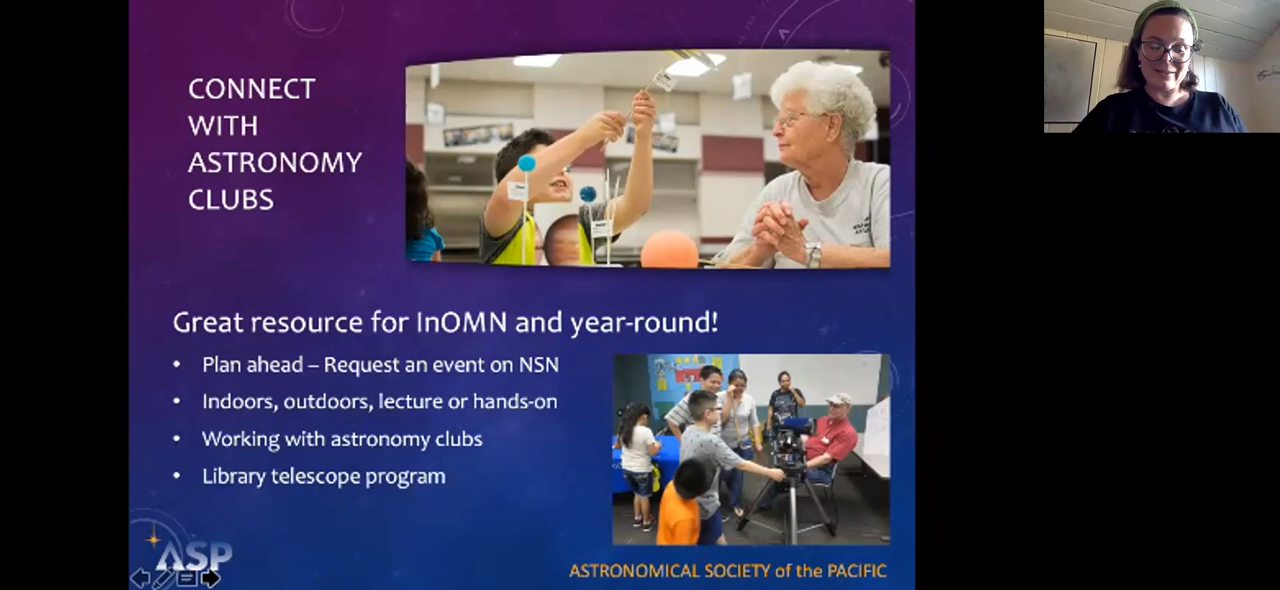 CONNECT
WITH
ASTRONOMY
CLUBS
Great resource for InOMN and year-round!
• Plan ahead – Request an event on NSN
• Indoors, outdoors, lecture or hands-on
• Working with astronomy clubs
• Library telescope program
ASP
ASTRONOMICAL SOCIETY of the PACIFIC